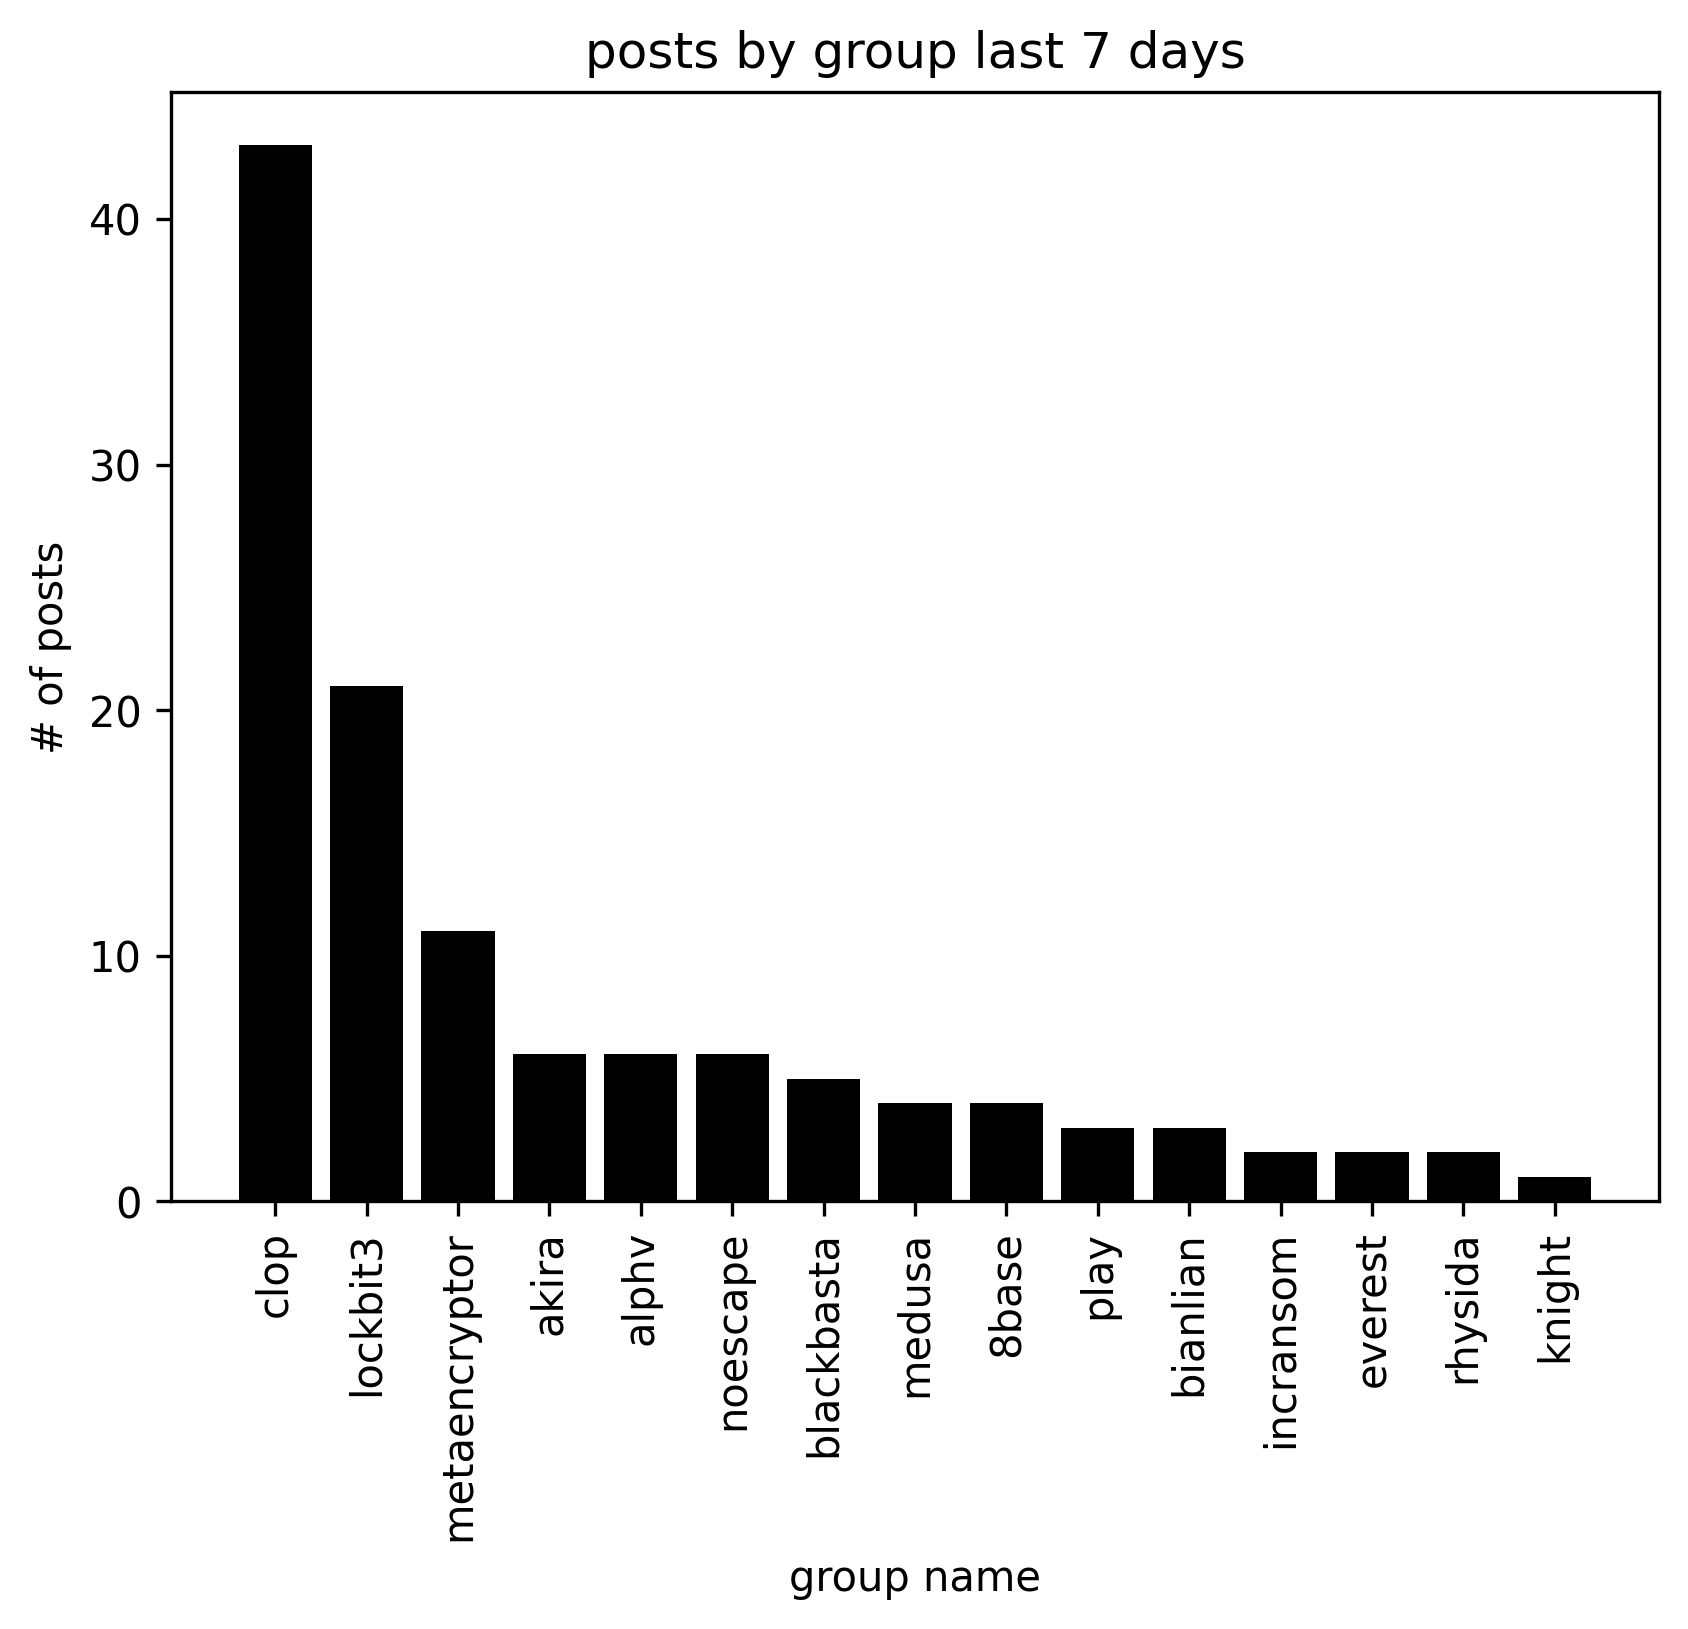 posts by group last 7 days
# of posts
40
30
20
10
0
clop
lockbit3
metaencryptor
akira
alphv
noescape
blackbasta
medusa
8base
play
bianlian
incransom
everest
rhysida
knight
group name